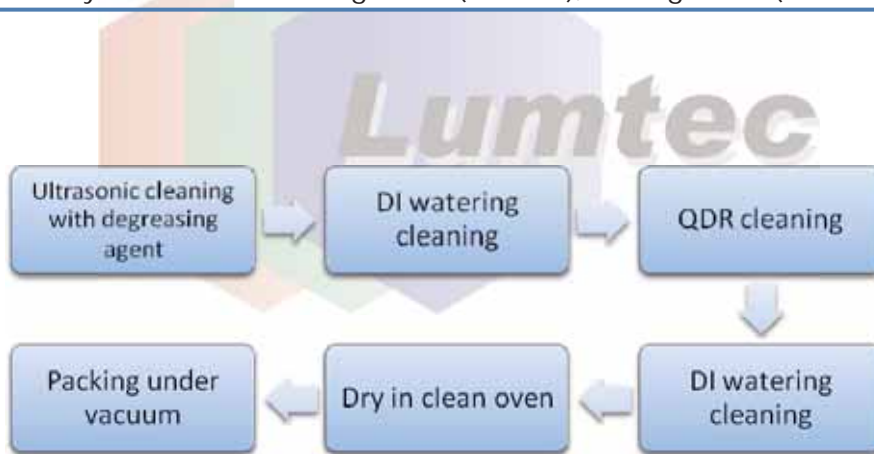 Lumtec
Ultrasonic cleaning
with degreasing
agent
DI watering
cleaning
QDR cleaning
DI watering
cleaning
Dry in clean oven
Packing under
vacuum